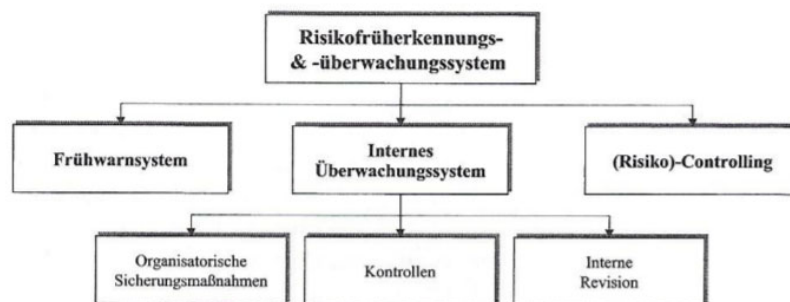 Risikofrüherkennungs-
& -überwachungssystem
Frühwarnsystem
Internes
Überwachungssystem
(Risiko)-Controlling
Organisatorische
Sicherungsmaßnahmen
Kontrollen
Interne
Revision